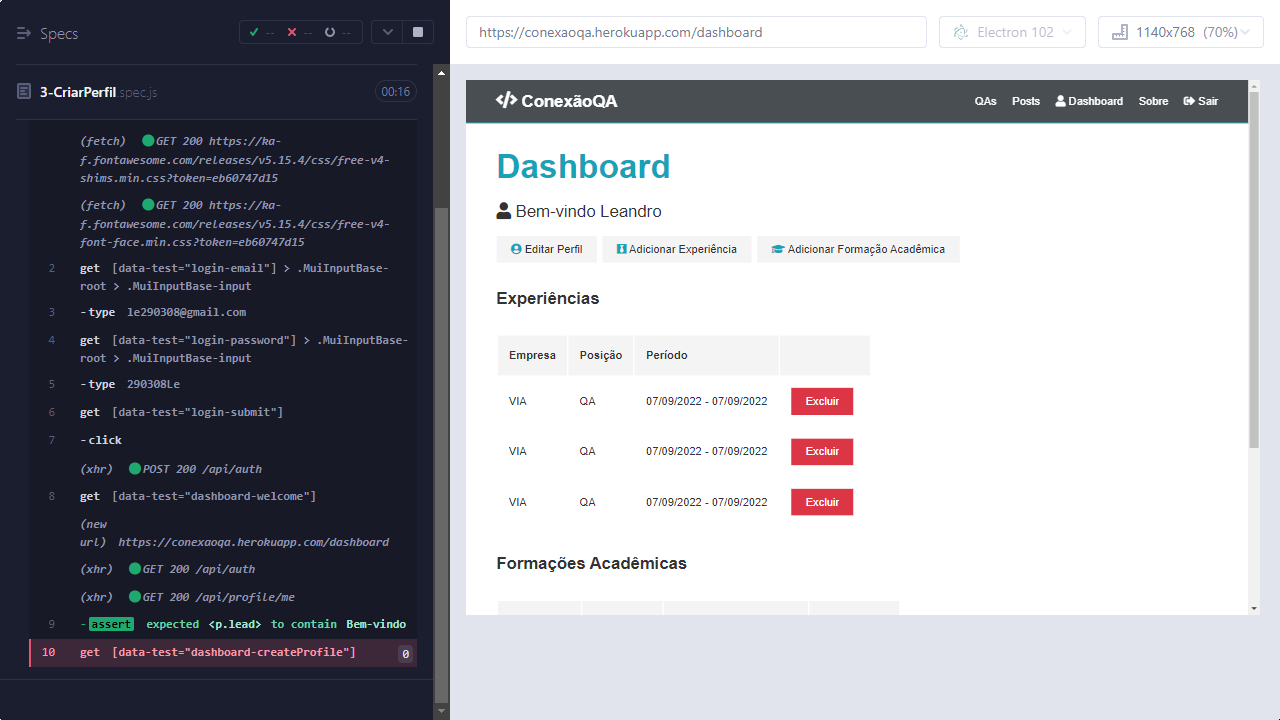 Specs
-- -- --
3-CriarPerfil.spec.js
00:16
(fetch) GET 200 https://ka-
f.fontawesome.com/releases/v5.15.4/css/free-v4-
shims.min.css?token=eb60747d15
(fetch) GET 200 https://ka-
f.fontawesome.com/releases/v5.15.4/css/free-v4-
font-face.min.css?token=eb60747d15
2 get [data-test="login-email"] > .MuiInputBase-
root > .MuiInputBase-input
3 -type le290308@gmail.com
4 get [data-test="login-password"] > .MuiInputBase-
root > .MuiInputBase-input
5 -type 290308Le
6 get [data-test="login-submit"]
7 -click
(xhr) POST 200 /api/auth
8 get [data-test="dashboard-welcome"]
(new
url) https://conexaoqa.herokuapp.com/dashboard
(xhr) GET 200 /api/auth
(xhr) GET 200 /api/profile/me
9 -assert expected <p.lead> to contain Bem-vindo
10 get [data-test="dashboard-createProfile"] 0
https://conexaoqa.herokuapp.com/dashboard
Electron 102
1140x768 (70%)
ConexãoQA
QAs Posts Dashboard Sobre Sair
Dashboard
Bem-vindo Leandro
Editar Perfil Adicionar Experiência Adicionar Formação Acadêmica
Experiências
Empresa Posição Período
VIA QA 07/09/2022 - 07/09/2022 Excluir
VIA QA 07/09/2022 - 07/09/2022 Excluir
VIA QA 07/09/2022 - 07/09/2022 Excluir
Formações Acadêmicas